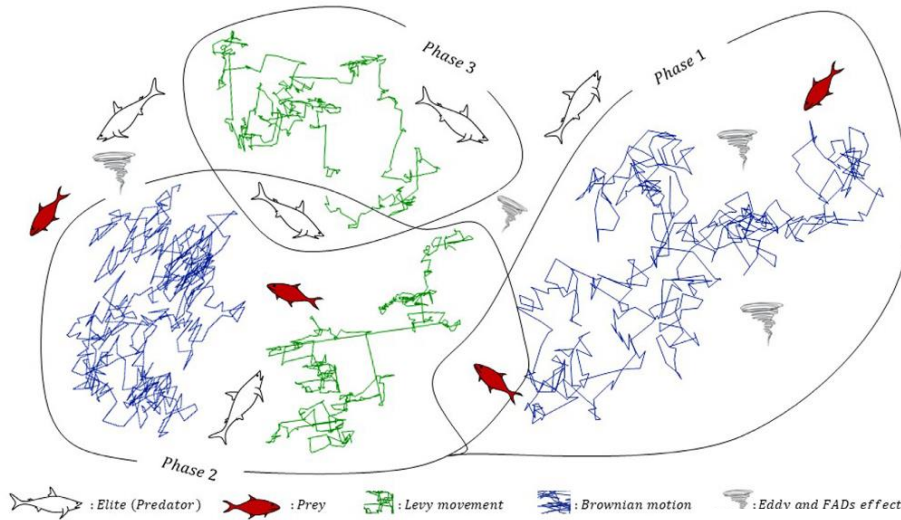 Phase 3
Phase 1
Phase 2
: Elite (Predator)
: Prey
: Levy movement
: Brownian motion
: Eddy and FADs effect